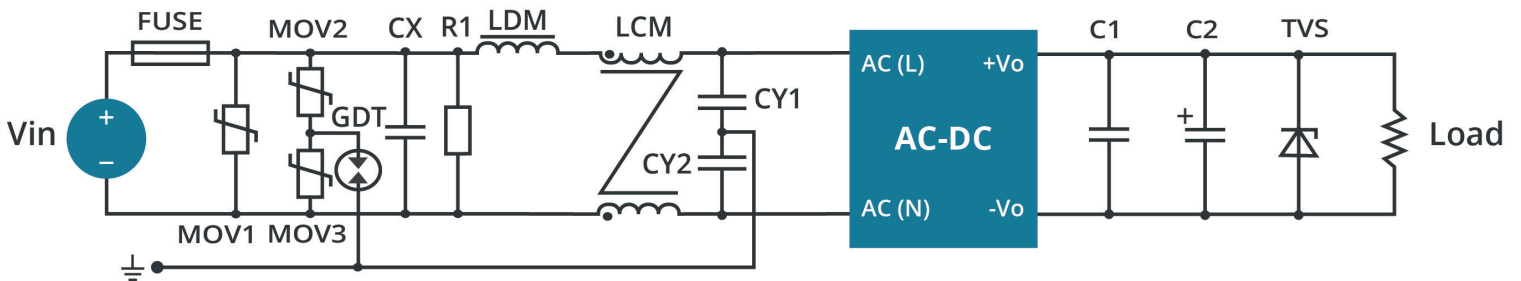 FUSE
MOV2
CX
R1
LDM
LCM
C1
C2
TVS
AC (L)
+Vo
Vin
+
−
GDT
CY1
+
AC-DC
Load
CY2
AC (N)
-Vo
MOV1
MOV3